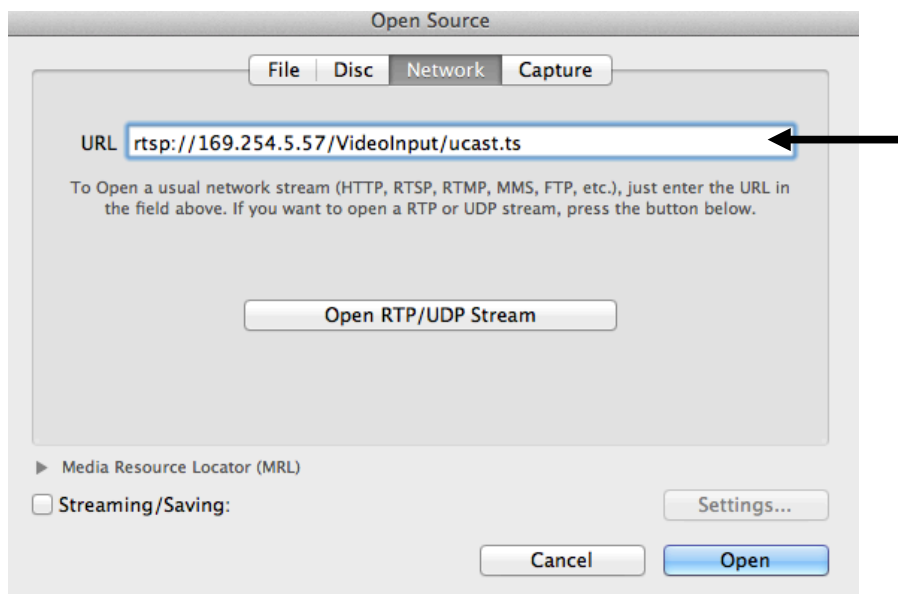 Open Source
File Disc Network Capture
URL rtsp://169.254.5.57/VideoInput/ucast.ts
To Open a usual network stream (HTTP, RTSP, RTMP, MMS, FTP, etc.), just enter the URL in
the field above. If you want to open a RTP or UDP stream, press the button below.
Open RTP/UDP Stream
Media Resource Locator (MRL)
Streaming/Saving:
Settings...
Cancel Open